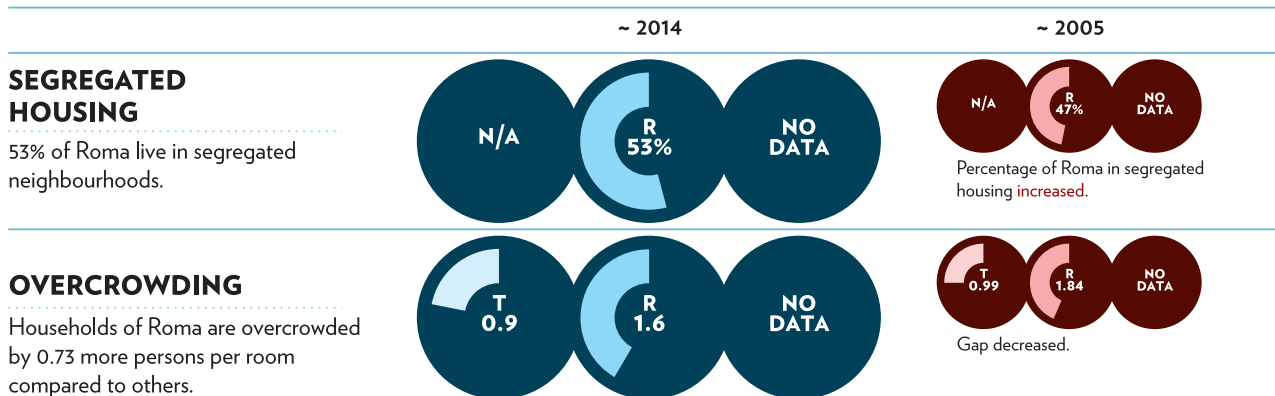 ~ 2014
~ 2005
SEGREGATED
HOUSING
53% of Roma live in segregated
neighbourhoods.
N/A
R
53%
NO
DATA
N/A
R
47%
NO
DATA
Percentage of Roma in segregated
housing increased.
OVERCROWDING
Households of Roma are overcrowded
by 0.73 more persons per room
compared to others.
T
0.9
R
1.6
NO
DATA
T
0.99
R
1.84
NO
DATA
Gap decreased.